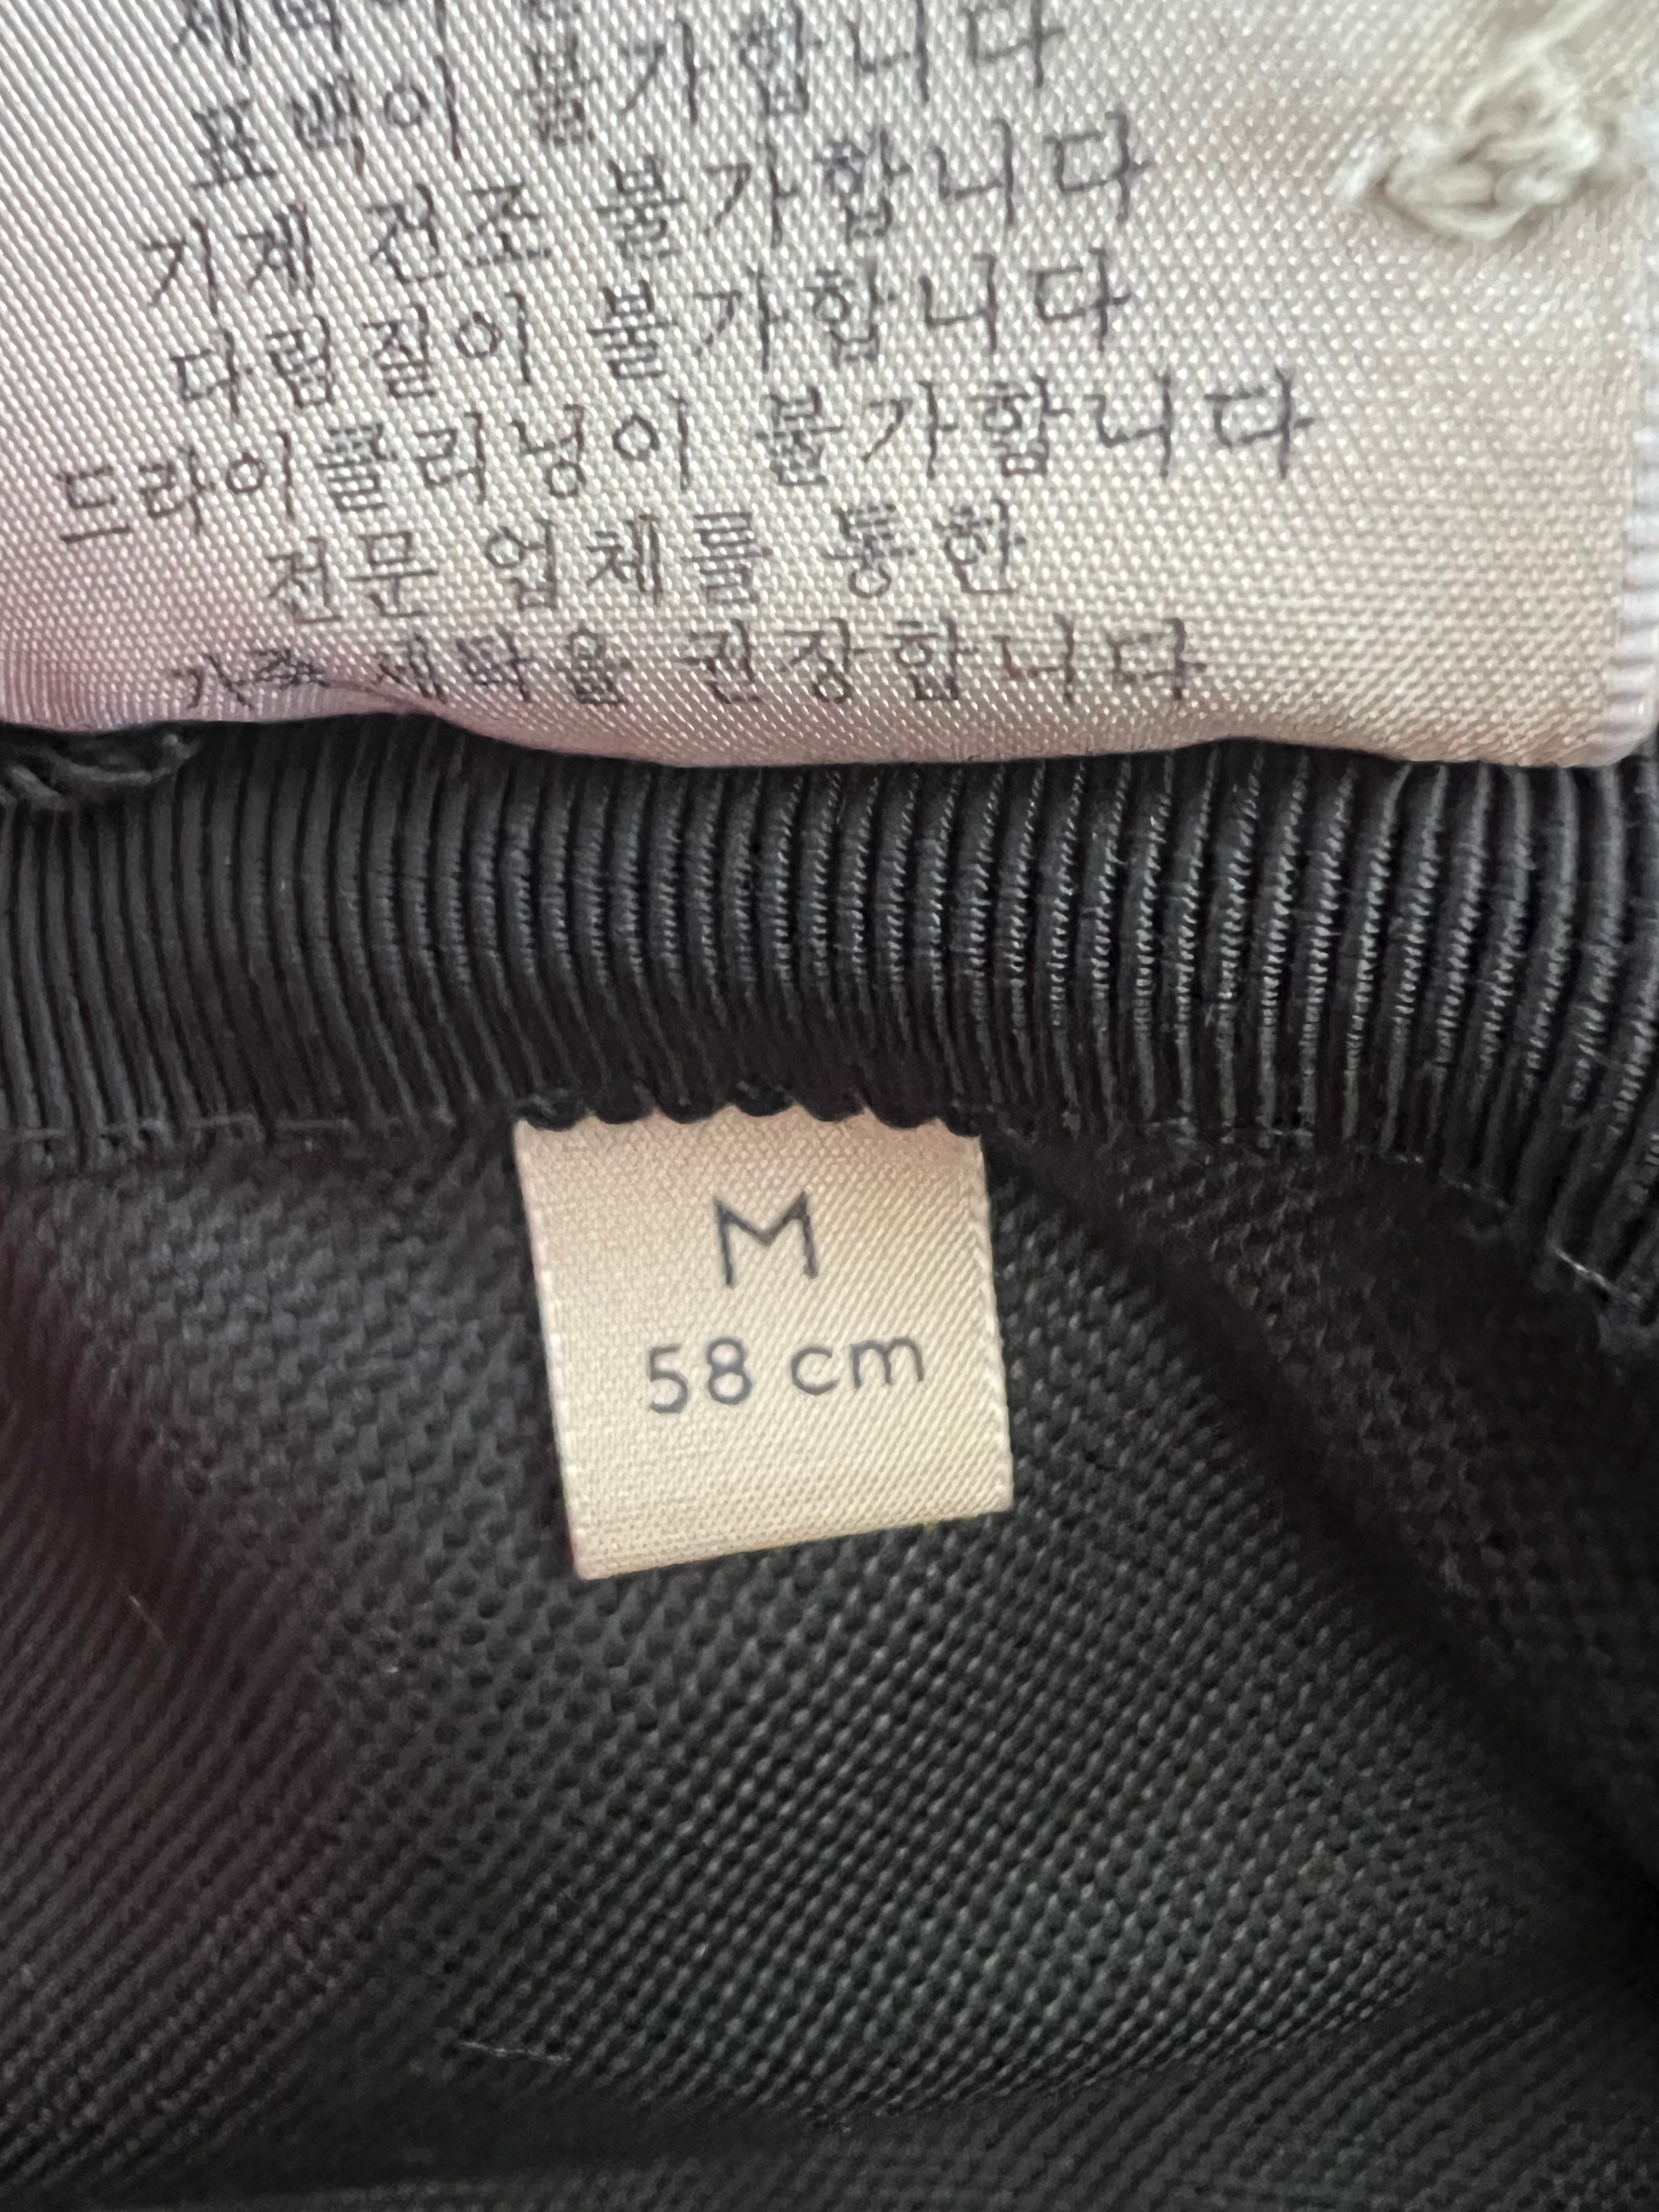 세탁이 불가합니다
표백이 불가합니다
기계 건조 불가합니다
다림질이 불가합니다
드라이클리닝이 불가합니다
전문 업체를 통한
가죽 세탁을 권장합니다
M
58 cm